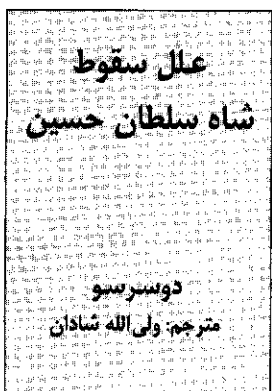 علل سقوط
شاه سلطان حسین
دوسرسو
مترجم: ولی‌الله شادان